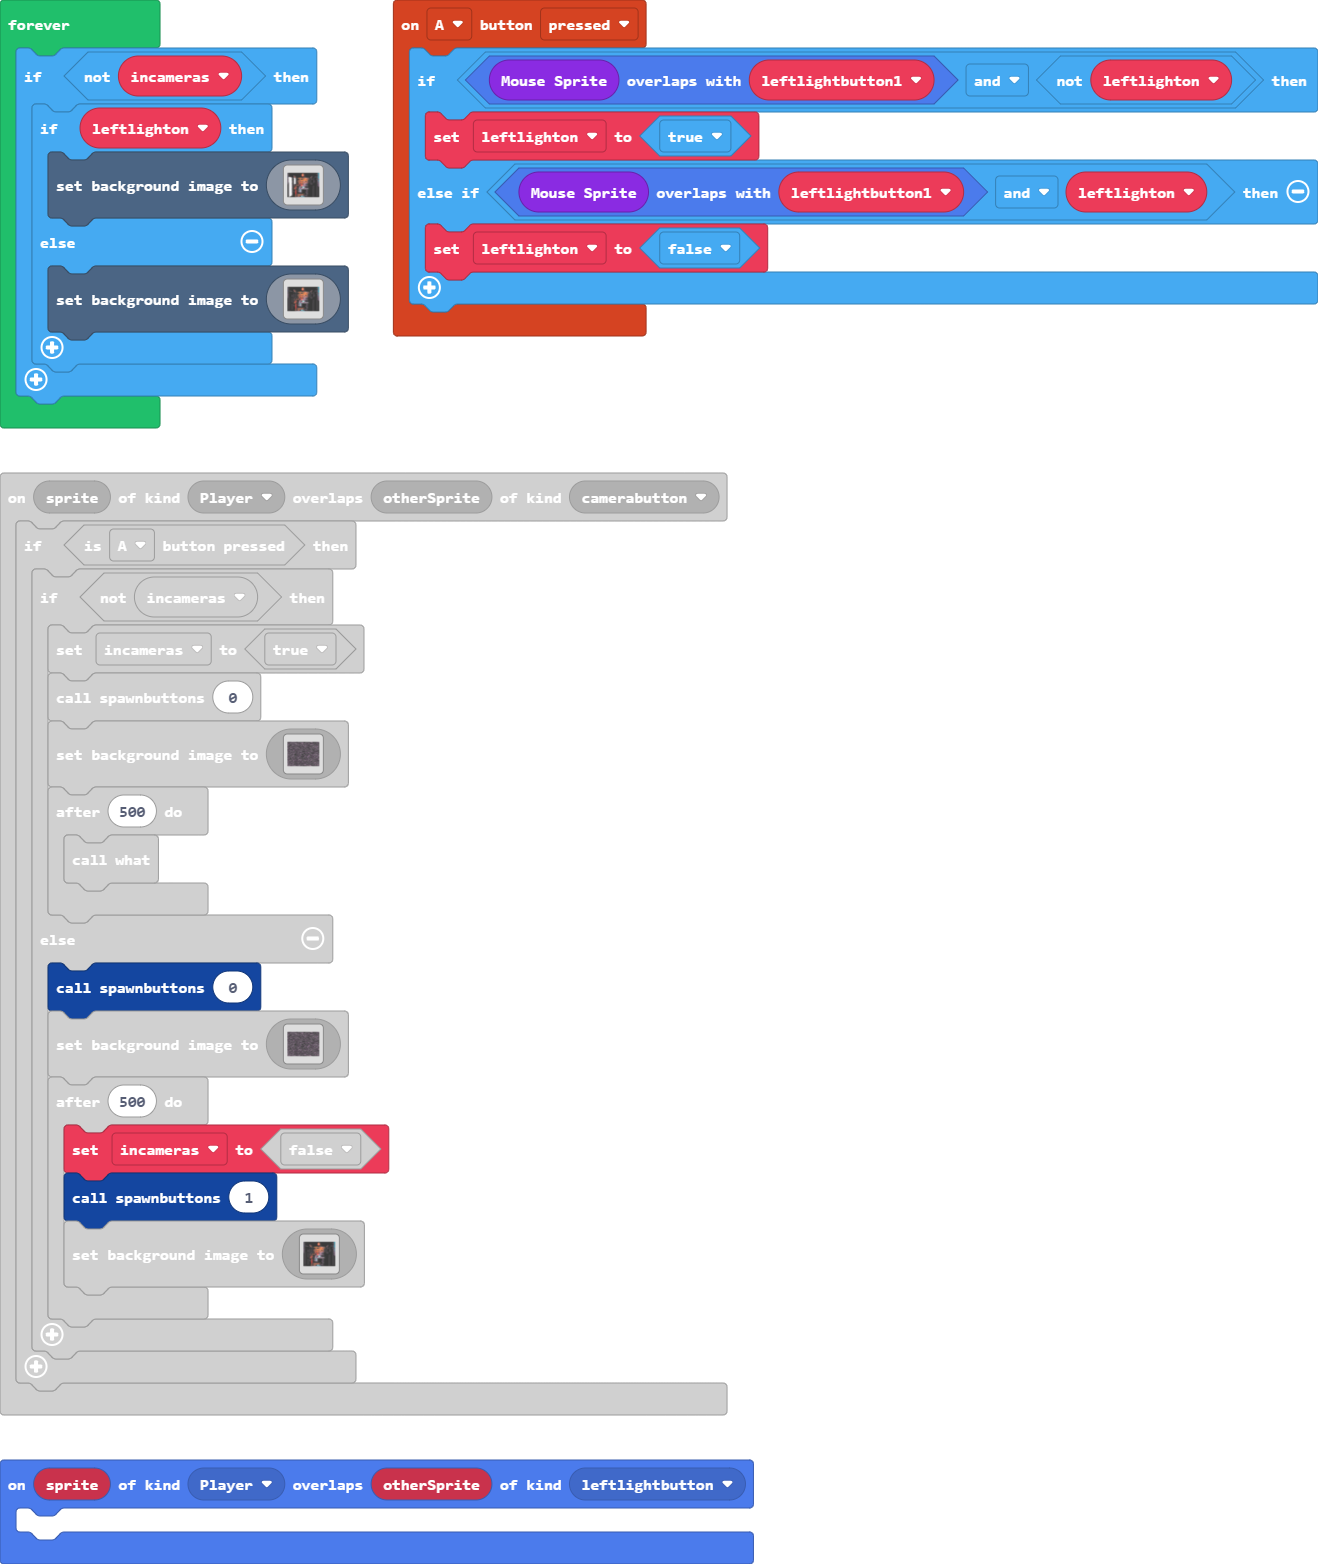 forever
if not incameras then
if leftlighton then
set background image to
else
set background image to
on A button pressed
if Mouse Sprite overlaps with leftlightbutton1 and not leftlighton then
set leftlighton to true
else if Mouse Sprite overlaps with leftlightbutton1 and leftlighton then
set leftlighton to false
on sprite of kind Player overlaps otherSprite of kind camerabutton
if is A button pressed then
if not incameras then
set incameras to true
call spawnbuttons 0
set background image to
after 500 do
call what
else
call spawnbuttons 0
set background image to
after 500 do
set incameras to false
call spawnbuttons 1
set background image to
on sprite of kind Player overlaps otherSprite of kind leftlightbutton